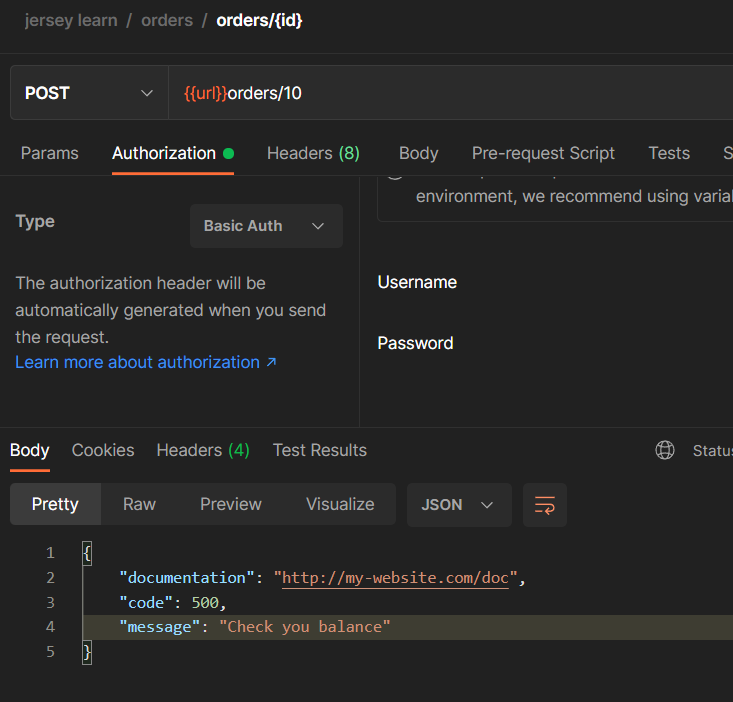 jersey learn / orders / orders/{id}
POST {{url}}orders/10
Params Authorization Headers (8) Body Pre-request Script Tests S
Type Basic Auth
environment, we recommend using varial
The authorization header will be
automatically generated when you send
the request.
Learn more about authorization ↗
Username
Password
Body Cookies Headers (4) Test Results Statu
Pretty Raw Preview Visualize JSON
1 {
2 "documentation": "http://my-website.com/doc",
3 "code": 500,
4 "message": "Check you balance"
5 }